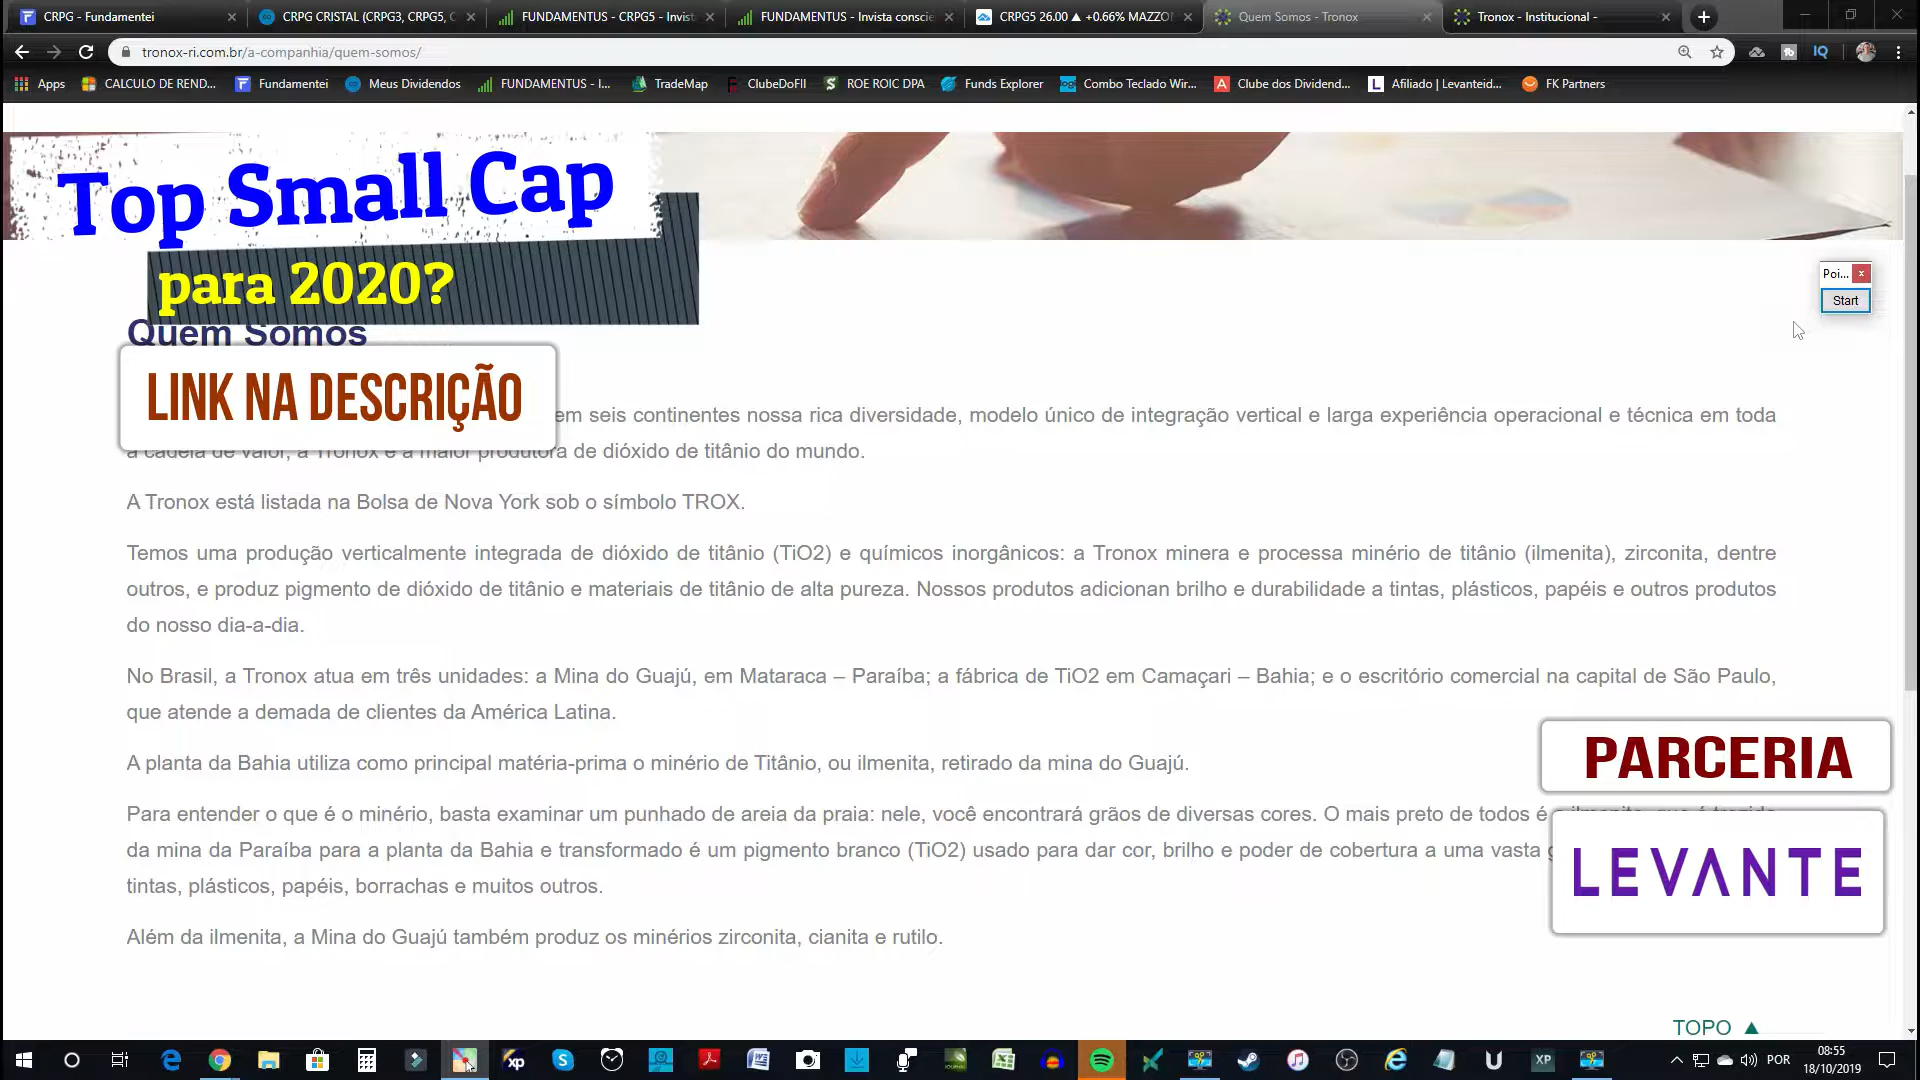 CRPG - Fundamentei
CRPG CRISTAL (CRPG3, CRPG5, C
FUNDAMENTUS - CRPG5 - Invist
FUNDAMENTUS - Invista conscie
CRPG5 26.00 ▲ +0.66% MAZZO
Quem Somos - Tronox
Tronox - Institucional -
tronox-ri.com.br/a-companhia/quem-somos/
IQ
Apps
CALCULO DE REND...
Fundamentei
Meus Dividendos
FUNDAMENTUS - I...
TradeMap
ClubeDoFII
ROE ROIC DPA
Funds Explorer
Combo Teclado Wir...
Clube dos Dividend...
Afiliado | Levanteid...
FK Partners
Top Small Cap
para 2020?
Poi...
Start
Quem Somos
LINK NA DESCRIÇÃO
em seis continentes nossa rica diversidade, modelo único de integração vertical e larga experiência operacional e técnica em toda
a cadeia de valor, a Tronox é a maior produtora de dióxido de titânio do mundo.
A Tronox está listada na Bolsa de Nova York sob o símbolo TROX.
Temos uma produção verticalmente integrada de dióxido de titânio (TiO2) e químicos inorgânicos: a Tronox minera e processa minério de titânio (ilmenita), zirconita, dentre
outros, e produz pigmento de dióxido de titânio e materiais de titânio de alta pureza. Nossos produtos adicionan brilho e durabilidade a tintas, plásticos, papéis e outros produtos
do nosso dia-a-dia.
No Brasil, a Tronox atua em três unidades: a Mina do Guajú, em Mataraca – Paraíba; a fábrica de TiO2 em Camaçari – Bahia; e o escritório comercial na capital de São Paulo,
que atende a demada de clientes da América Latina.
A planta da Bahia utiliza como principal matéria-prima o minério de Titânio, ou ilmenita, retirado da mina do Guajú.
Para entender o que é o minério, basta examinar um punhado de areia da praia: nele, você encontrará grãos de diversas cores. O mais preto de todos é a ilmenita, que é trazida
da mina da Paraíba para a planta da Bahia e transformado é um pigmento branco (TiO2) usado para dar cor, brilho e poder de cobertura a uma vasta
tintas, plásticos, papéis, borrachas e muitos outros.
Além da ilmenita, a Mina do Guajú também produz os minérios zirconita, cianita e rutilo.
PARCERIA
LEVANTE
TOPO ▲
xp
XP
POR
08:55
18/10/2019